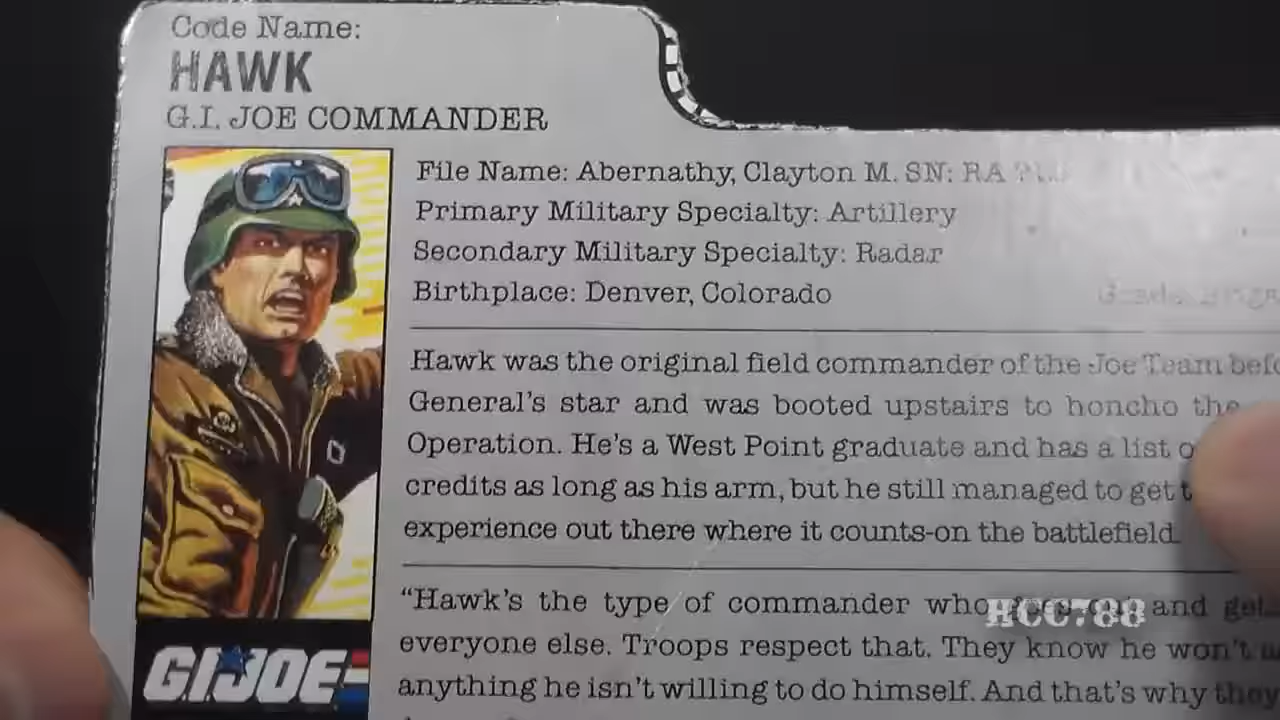 Code Name:
HAWK
G.I. JOE COMMANDER
File Name: Abernathy, Clayton M. SN: RA
Primary Military Specialty: Artillery
Secondary Military Specialty: Radar
Birthplace: Denver, Colorado
Hawk was the original field commander of the Joe Team
General's star and was booted upstairs to honcho the
Operation. He's a West Point graduate and has a list
credits as long as his arm, but he still managed to get
experience out there where it counts-on the battlefield.
"Hawk's the type of commander who goes out and
HCC788
everyone else. Troops respect that. They know he won't
anything he isn't willing to do himself. And that's why they
G.I.JOE